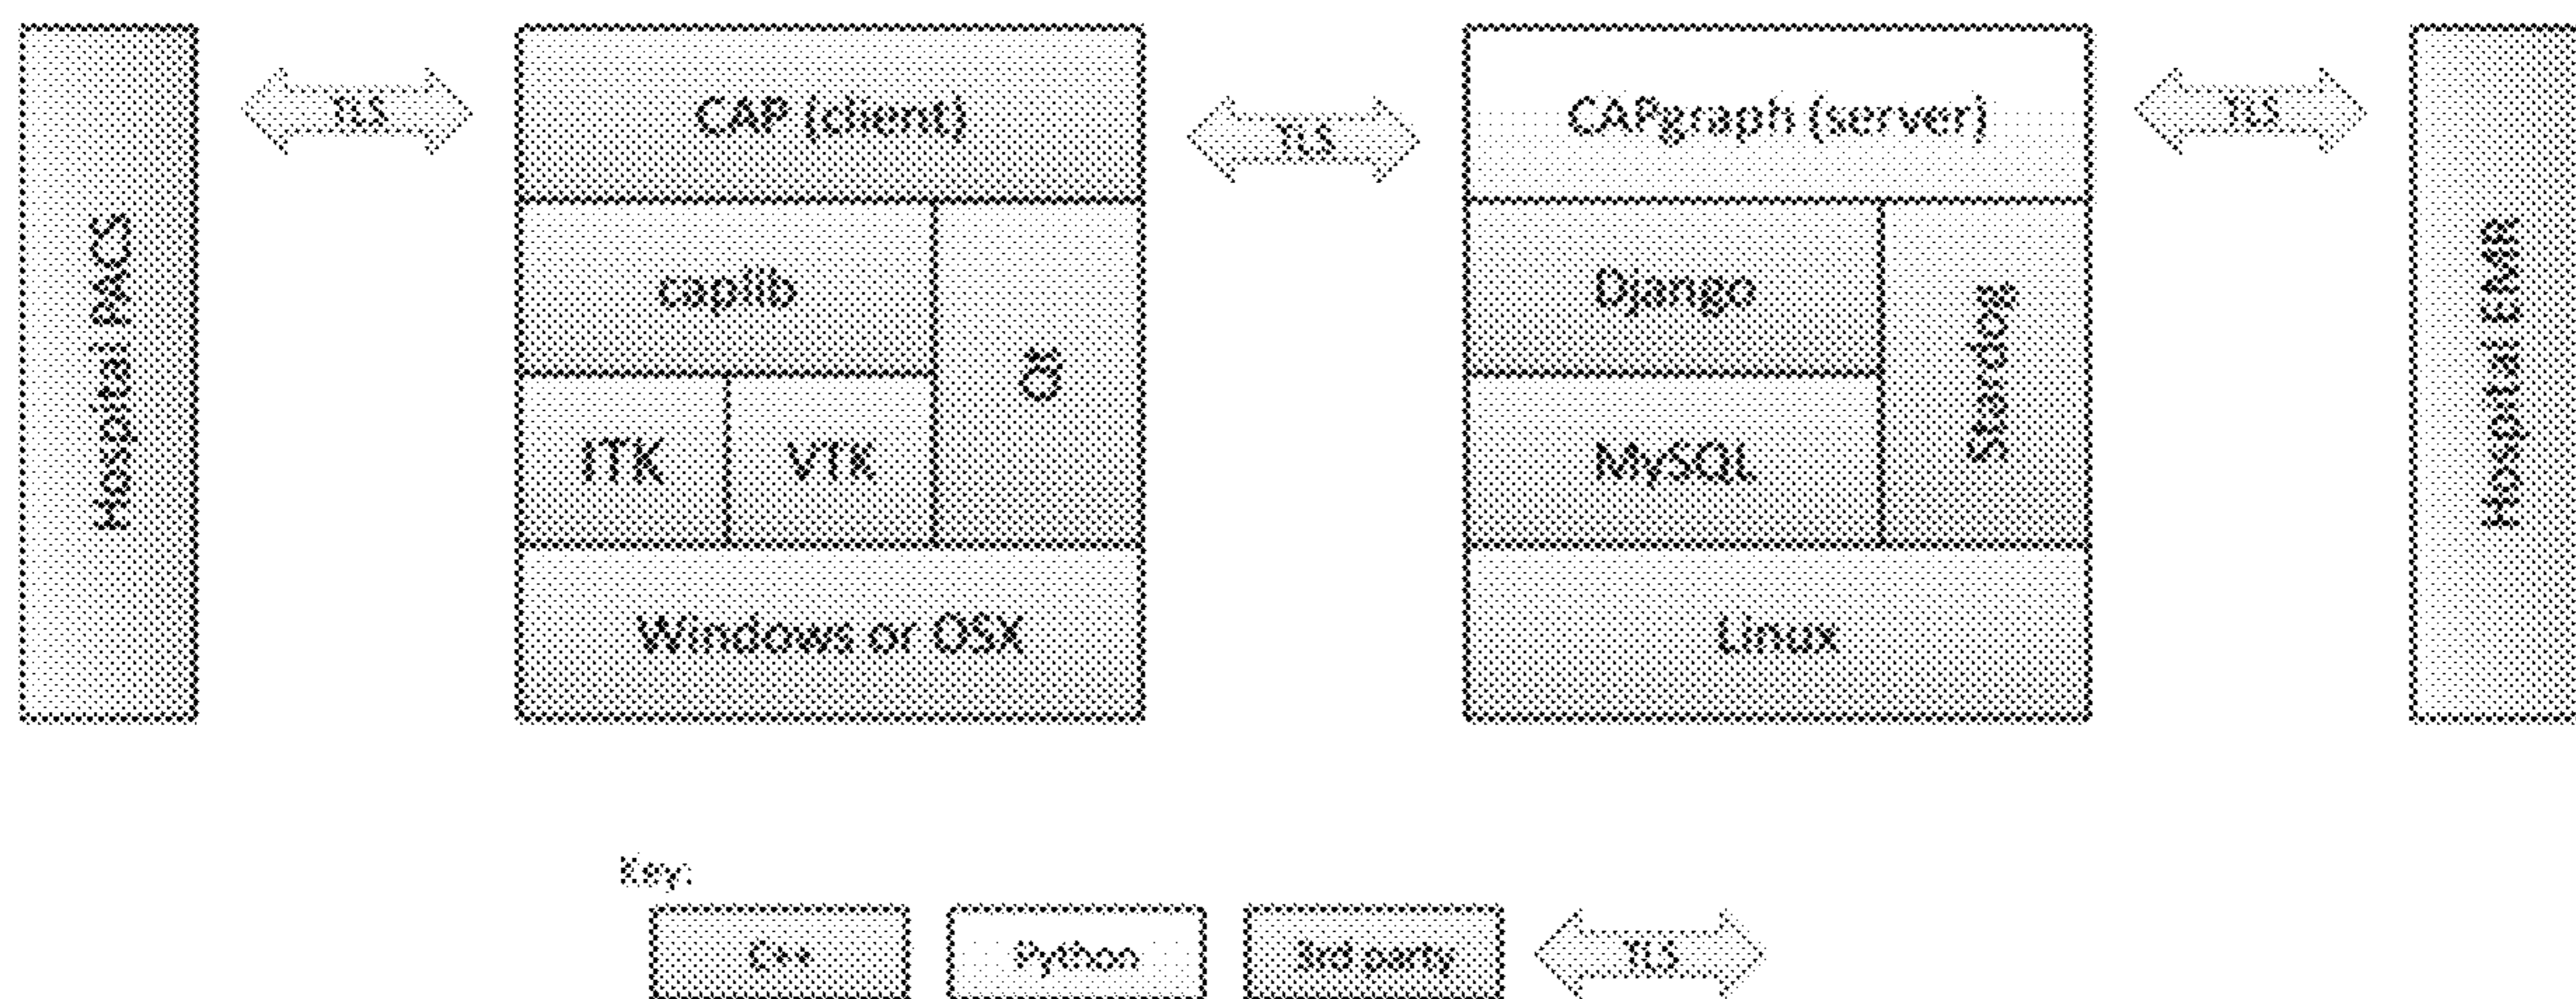 Hospital PACS
TLS
CAP (client)
caplib
Qt
ITK
VTK
Windows or OSX
TLS
CAPgraph (server)
Django
Stardog
MySQL
Linux
TLS
Hospital EMR
Key:
C++
Python
3rd party
TLS